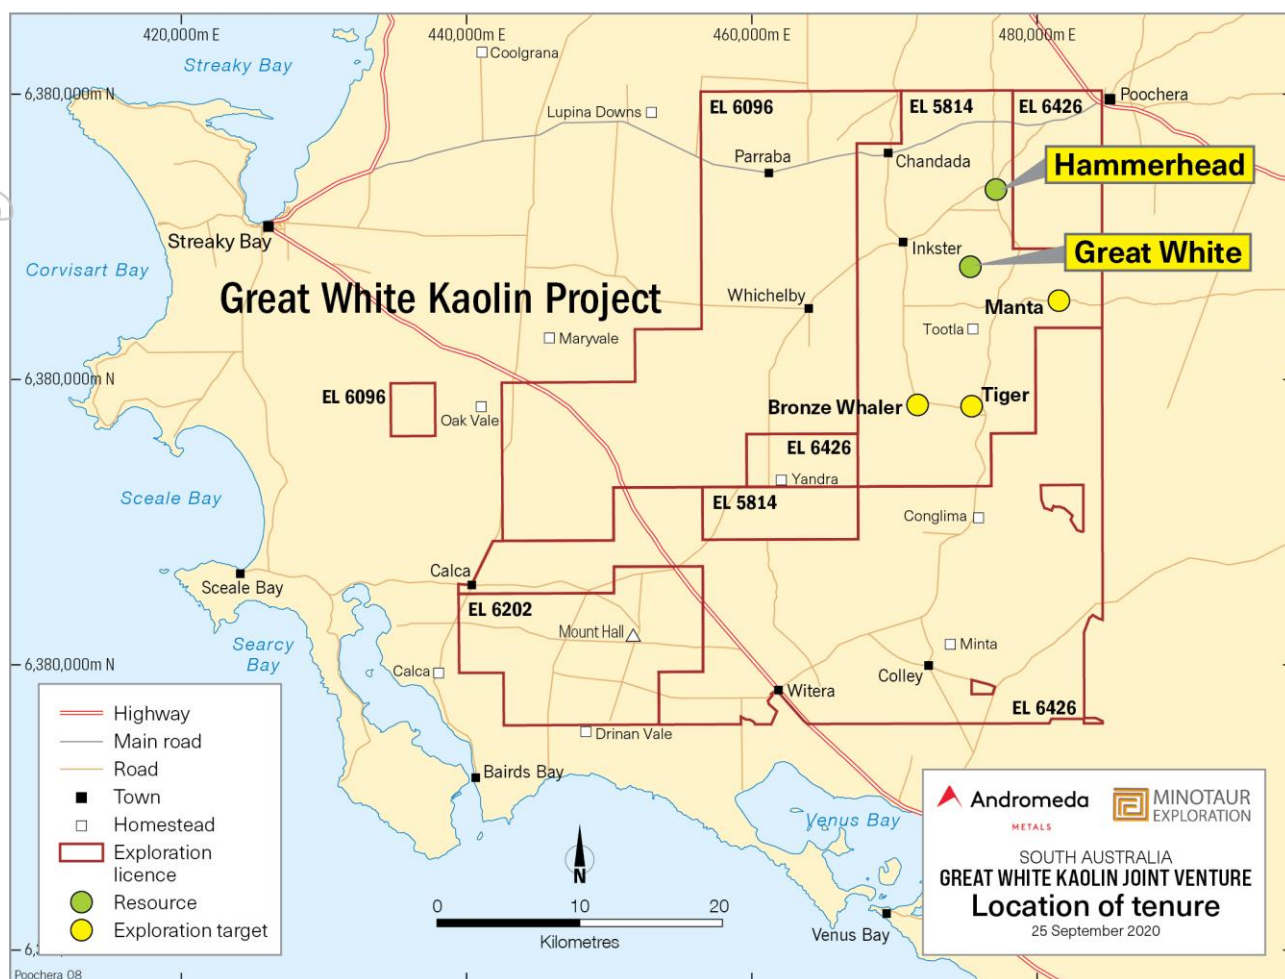 420,000m E
440,000m E
460,000m E
480,000m E
Streaky Bay
Coolgrana
6,380,000m N
EL 6096
EL 5814
EL 6426
Poochera
Lupina Downs
Parraba
Chandada
Hammerhead
Streaky Bay
Inkster
Great White
Corvisart Bay
Great White Kaolin Project
Whichelby
Manta
Maryvale
Tootla
6,380,000m N
EL 6096
Oak Vale
Bronze Whaler
Tiger
EL 6426
Yandra
Sceale Bay
EL 5814
Conglima
Calca
Sceale Bay
EL 6202
Mount Hall
Searcy
Bay
Minta
6,380,000m N
Calca
Colley
Witera
EL 6426
Drinan Vale
Bairds Bay
Venus Bay
Venus Bay
Highway
Main road
Road
Town
Homestead
Exploration
licence
Resource
Exploration target
N
0 10 20
Kilometres
Andromeda
METALS
MINOTAUR
EXPLORATION
SOUTH AUSTRALIA
GREAT WHITE KAOLIN JOINT VENTURE
Location of tenure
25 September 2020
Poochera 08